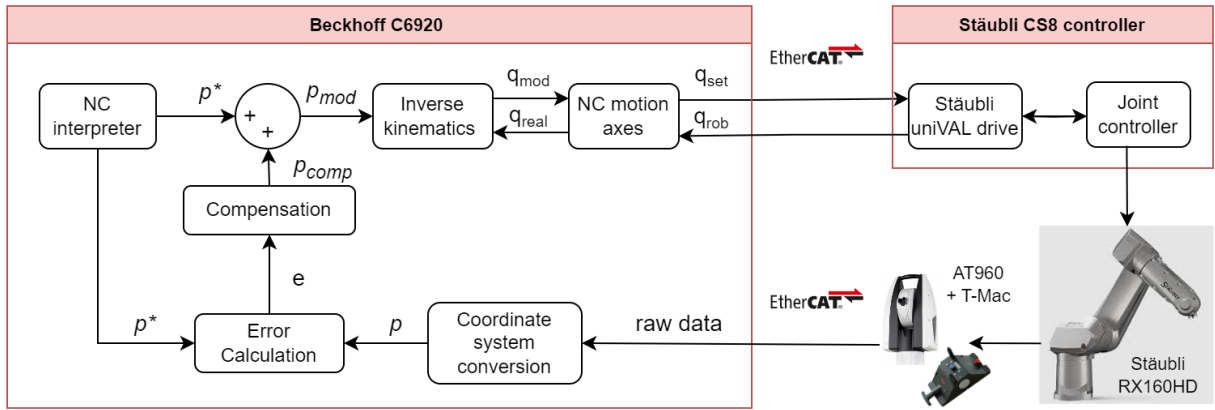 Beckhoff C6920
Stäubli CS8 controller
EtherCAT
NC
interpreter
p*
+
+
p_mod
Inverse
kinematics
q_mod
q_real
NC motion
axes
q_set
q_rob
Stäubli
uniVAL drive
Joint
controller
p_comp
Compensation
e
p*
Error
Calculation
p
Coordinate
system
conversion
raw data
EtherCAT
AT960
+ T-Mac
Stäubli
RX160HD